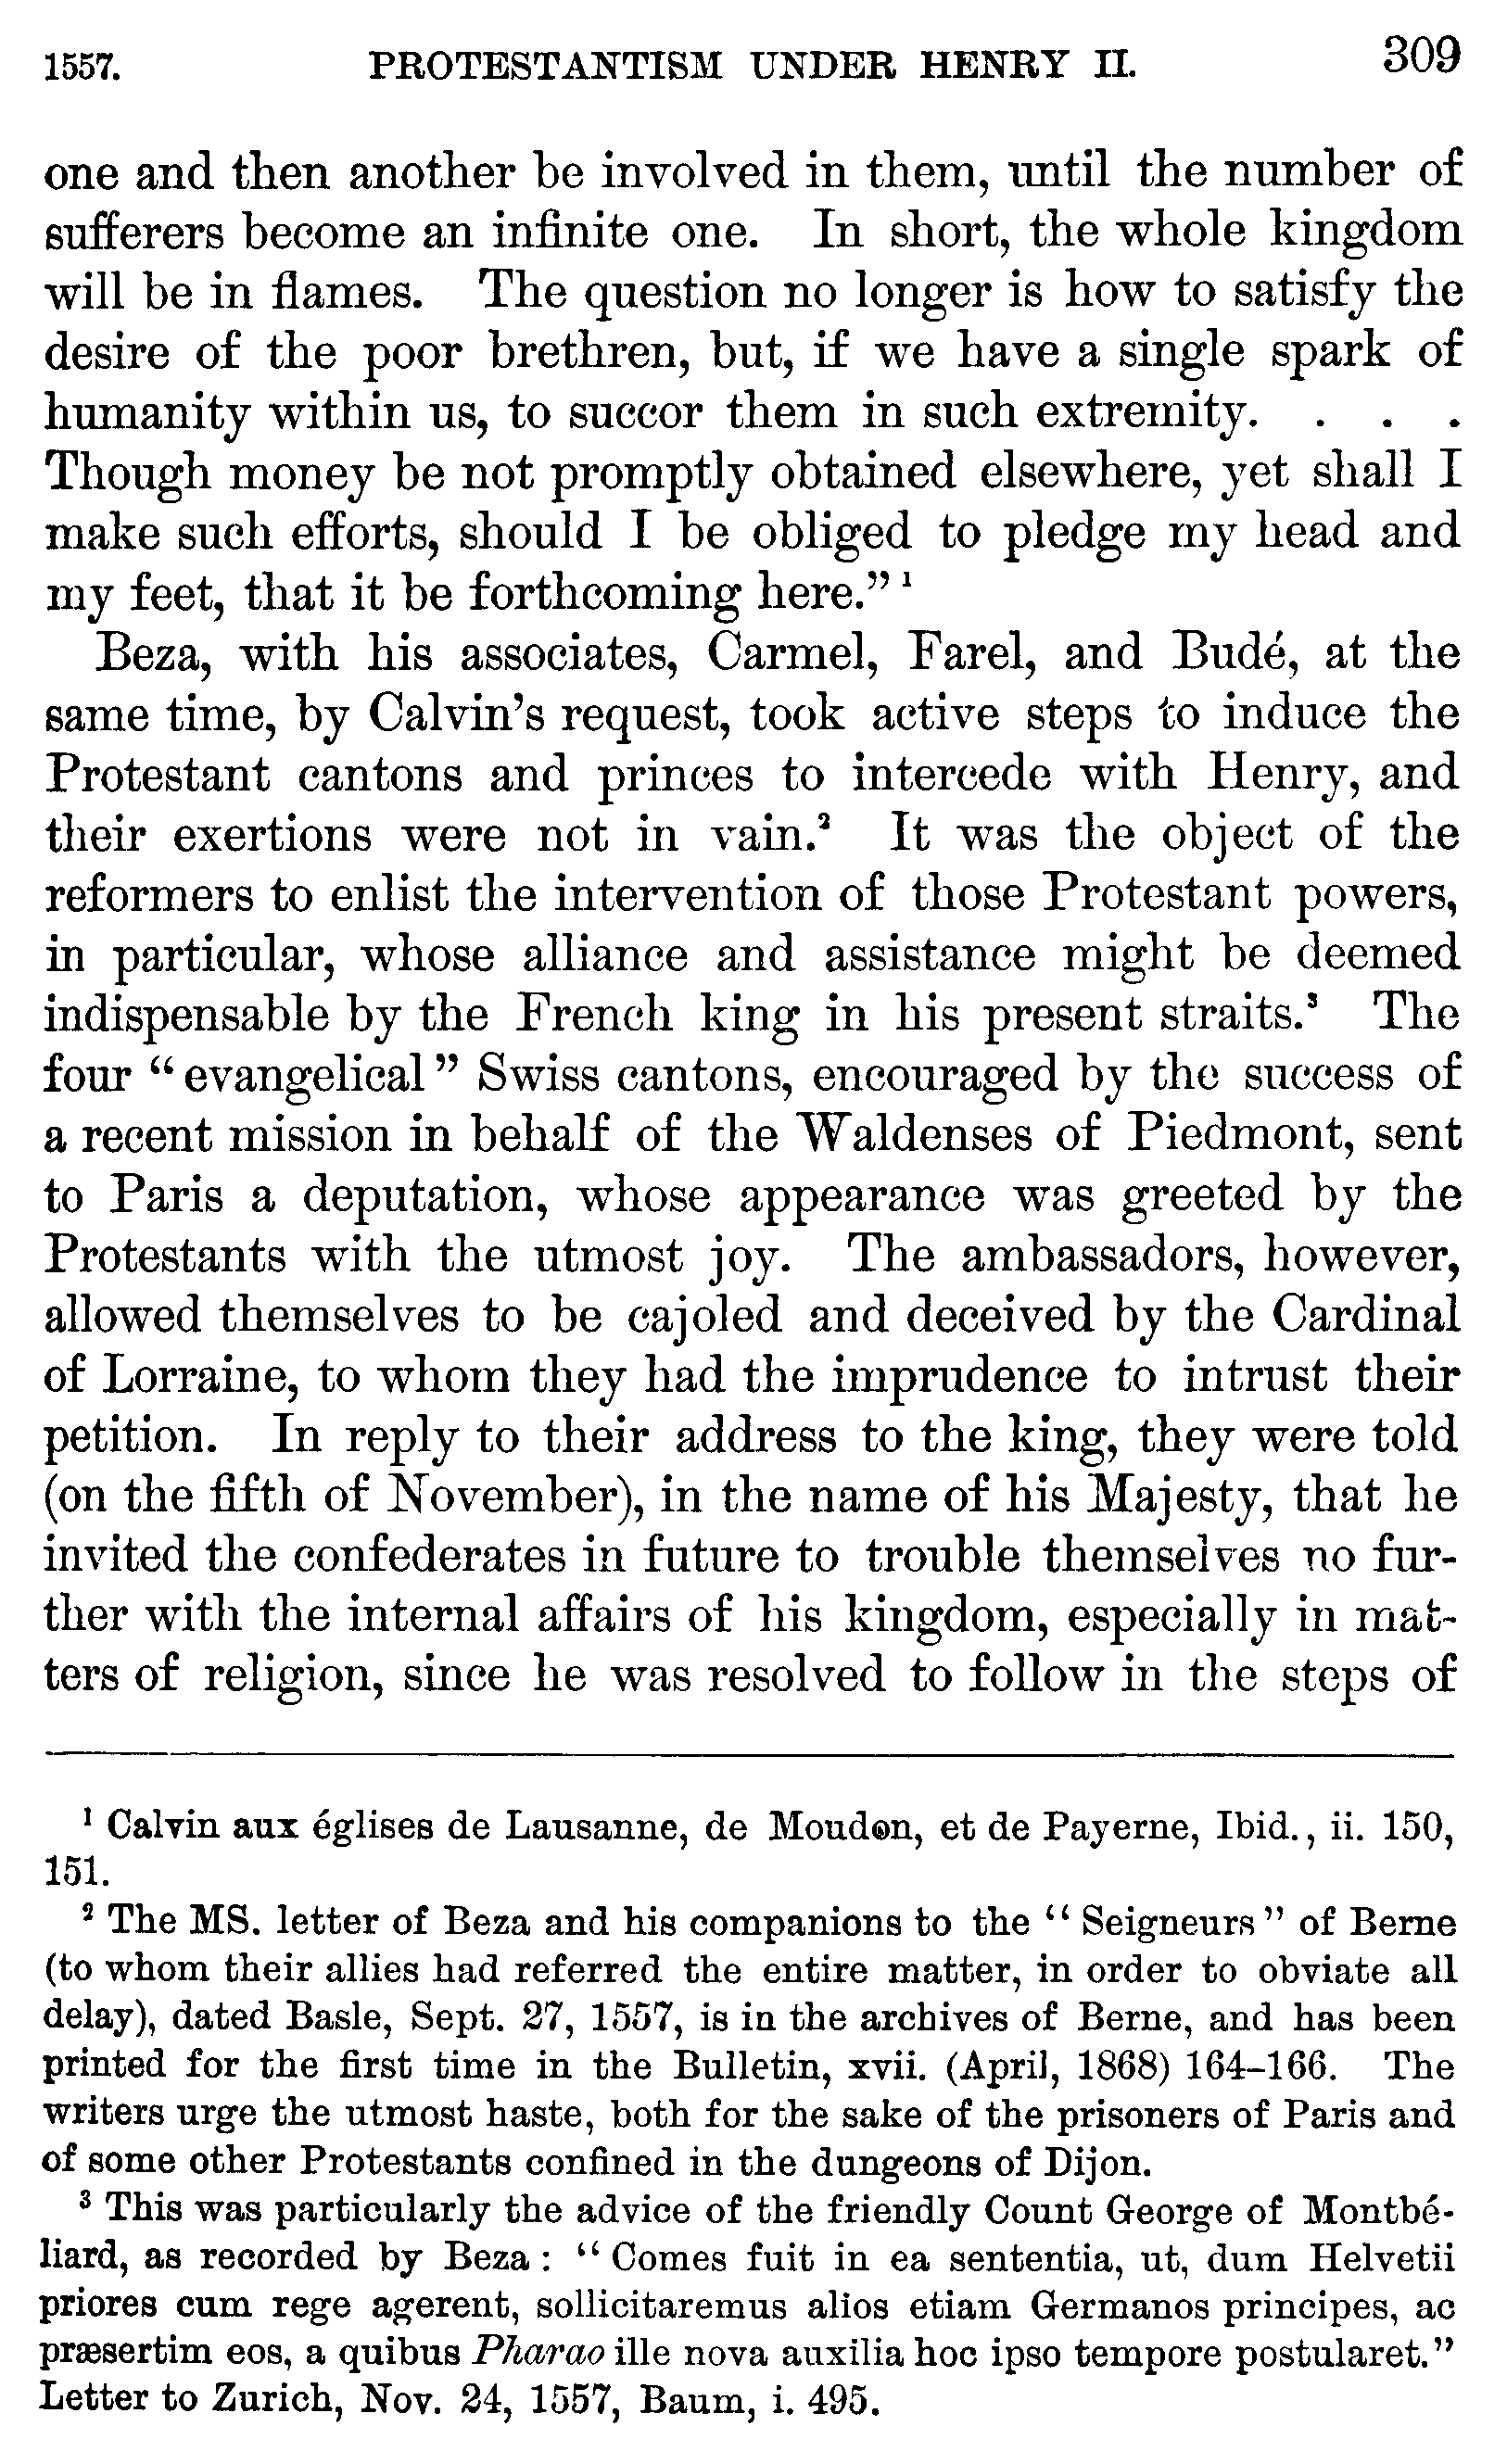 1557. PROTESTANTISM UNDER HENRY II. 309
one and then another be involved in them, until the number of
sufferers become an infinite one. In short, the whole kingdom
will be in flames. The question no longer is how to satisfy the
desire of the poor brethren, but, if we have a single spark of
humanity within us, to succor them in such extremity. . . .
Though money be not promptly obtained elsewhere, yet shall I
make such efforts, should I be obliged to pledge my head and
my feet, that it be forthcoming here.” ¹
Beza, with his associates, Carmel, Farel, and Budé, at the
same time, by Calvin’s request, took active steps to induce the
Protestant cantons and princes to intercede with Henry, and
their exertions were not in vain.² It was the object of the
reformers to enlist the intervention of those Protestant powers,
in particular, whose alliance and assistance might be deemed
indispensable by the French king in his present straits.³ The
four “evangelical” Swiss cantons, encouraged by the success of
a recent mission in behalf of the Waldenses of Piedmont, sent
to Paris a deputation, whose appearance was greeted by the
Protestants with the utmost joy. The ambassadors, however,
allowed themselves to be cajoled and deceived by the Cardinal
of Lorraine, to whom they had the imprudence to intrust their
petition. In reply to their address to the king, they were told
(on the fifth of November), in the name of his Majesty, that he
invited the confederates in future to trouble themselves no fur-
ther with the internal affairs of his kingdom, especially in mat-
ters of religion, since he was resolved to follow in the steps of
¹ Calvin aux églises de Lausanne, de Moudon, et de Payerne, Ibid., ii. 150,
151.
² The MS. letter of Beza and his companions to the “Seigneurs” of Berne
(to whom their allies had referred the entire matter, in order to obviate all
delay), dated Basle, Sept. 27, 1557, is in the archives of Berne, and has been
printed for the first time in the Bulletin, xvii. (April, 1868) 164–166. The
writers urge the utmost haste, both for the sake of the prisoners of Paris and
of some other Protestants confined in the dungeons of Dijon.
³ This was particularly the advice of the friendly Count George of Montbé-
liard, as recorded by Beza: “Comes fuit in ea sententia, ut, dum Helvetii
priores cum rege agerent, sollicitaremus alios etiam Germanos principes, ac
præsertim eos, a quibus Pharao ille nova auxilia hoc ipso tempore postularet.”
Letter to Zurich, Nov. 24, 1557, Baum, i. 495.